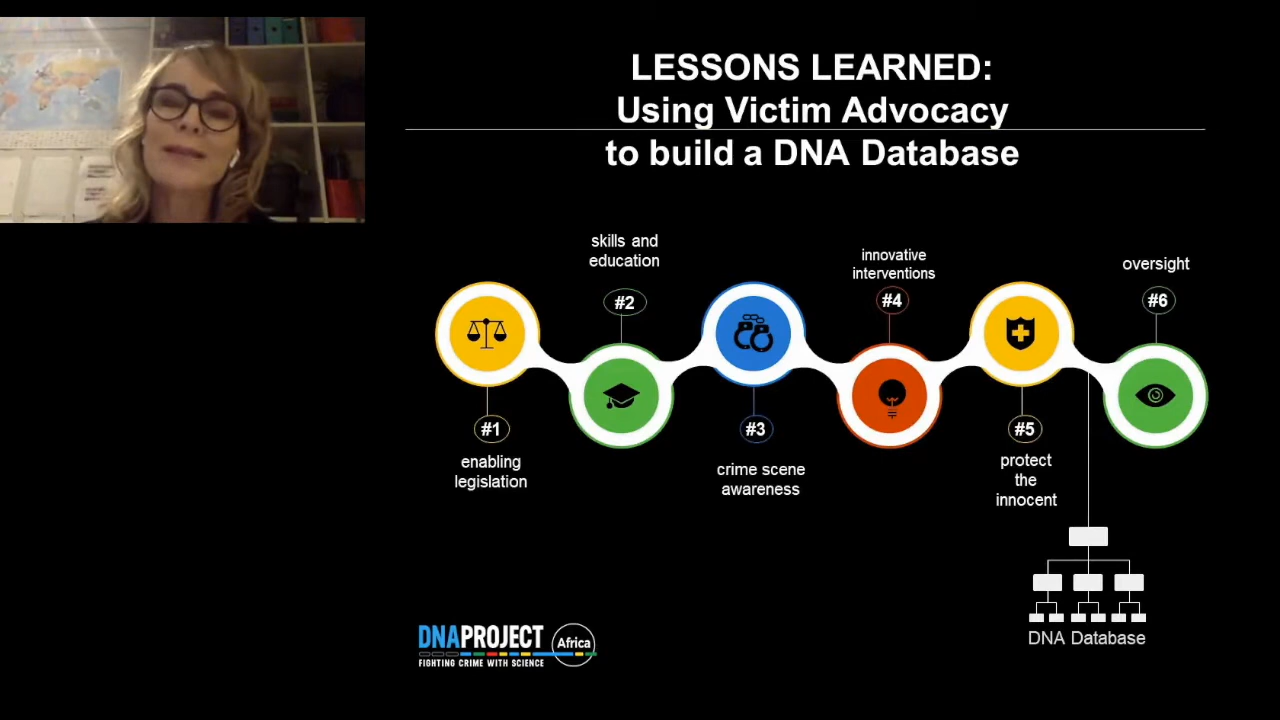 LESSONS LEARNED:
Using Victim Advocacy
to build a DNA Database
skills and
education
#2
innovative
interventions
#4
oversight
#6
#1
enabling
legislation
#3
crime scene
awareness
#5
protect
the
innocent
DNA Database
DNAPROJECT
Africa
FIGHTING CRIME WITH SCIENCE